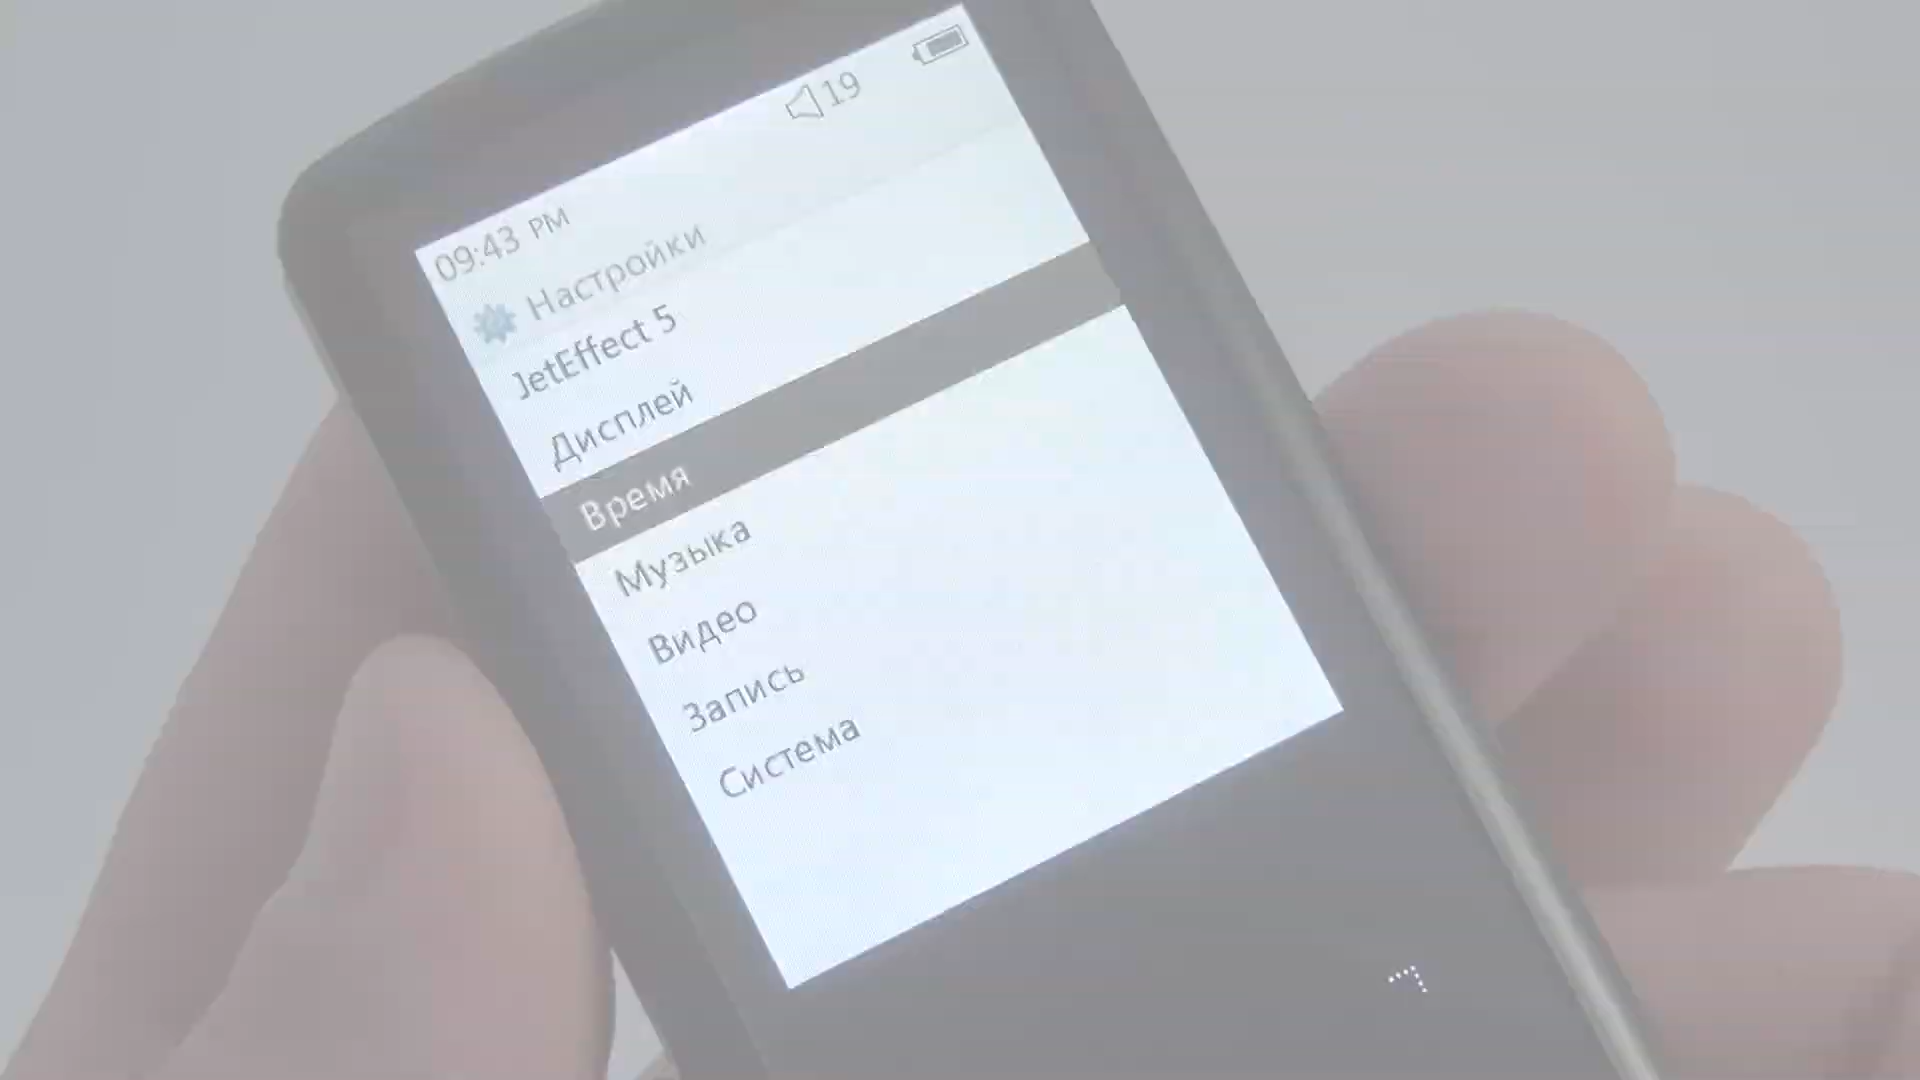 09:43 PM 19
Настройки
JetEffect 5
Дисплей
Время
Музыка
Видео
Запись
Система